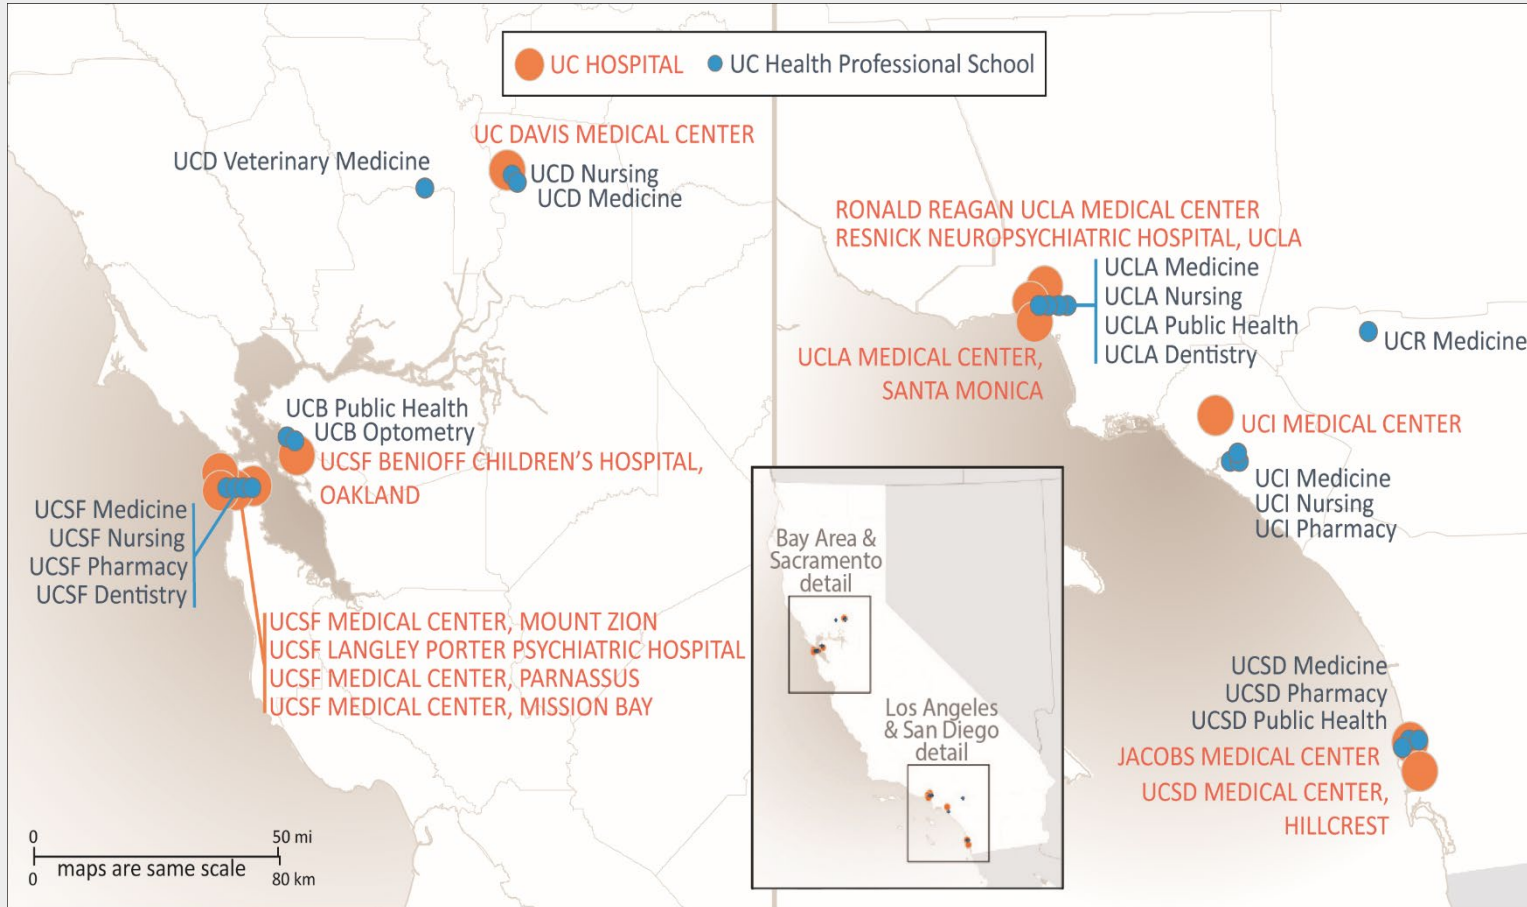 UC HOSPITAL
UC Health Professional School
UC DAVIS MEDICAL CENTER
UCD Veterinary Medicine
UCD Nursing
UCD Medicine
UCB Public Health
UCB Optometry
UCSF BENIOFF CHILDREN'S HOSPITAL,
OAKLAND
UCSF Medicine
UCSF Nursing
UCSF Pharmacy
UCSF Dentistry
UCSF MEDICAL CENTER, MOUNT ZION
UCSF LANGLEY PORTER PSYCHIATRIC HOSPITAL
UCSF MEDICAL CENTER, PARNASSUS
UCSF MEDICAL CENTER, MISSION BAY
0
50 mi
maps are same scale
0
80 km
RONALD REAGAN UCLA MEDICAL CENTER
RESNICK NEUROPSYCHIATRIC HOSPITAL, UCLA
UCLA Medicine
UCLA Nursing
UCLA Public Health
UCLA Dentistry
UCLA MEDICAL CENTER,
SANTA MONICA
UCR Medicine
UCI MEDICAL CENTER
UCI Medicine
UCI Nursing
UCI Pharmacy
Bay Area &
Sacramento
detail
Los Angeles
& San Diego
detail
UCSD Medicine
UCSD Pharmacy
UCSD Public Health
JACOBS MEDICAL CENTER
UCSD MEDICAL CENTER,
HILLCREST